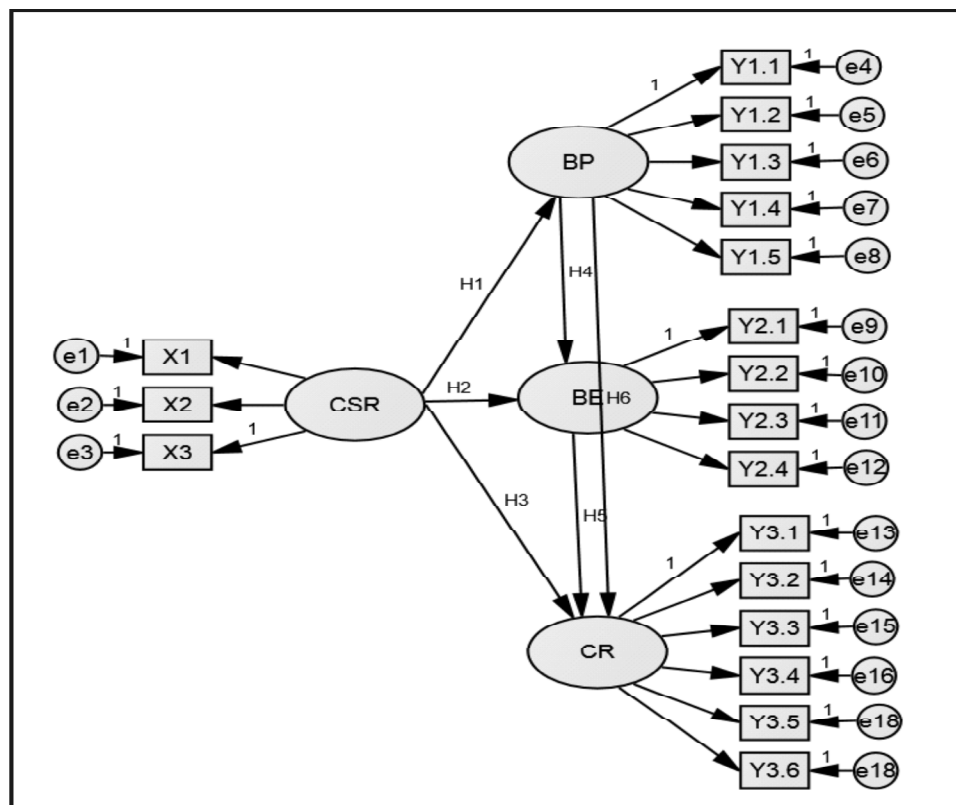 1 Y1.1 1 e4
Y1.2 1 e5
BP Y1.3 1 e6
Y1.4 1 e7
Y1.5 1 e8
H1 H4
1 Y2.1 1 e9
e1 1 X1
H2 Y2.2 1 e10
e2 1 X2 CSR BE H6
Y2.3 1 e11
e3 1 X3 1
Y2.4 1 e12
H3 H5
1 Y3.1 1 e13
Y3.2 1 e14
Y3.3 1 e15
CR
Y3.4 1 e16
Y3.5 1 e18
Y3.6 1 e18